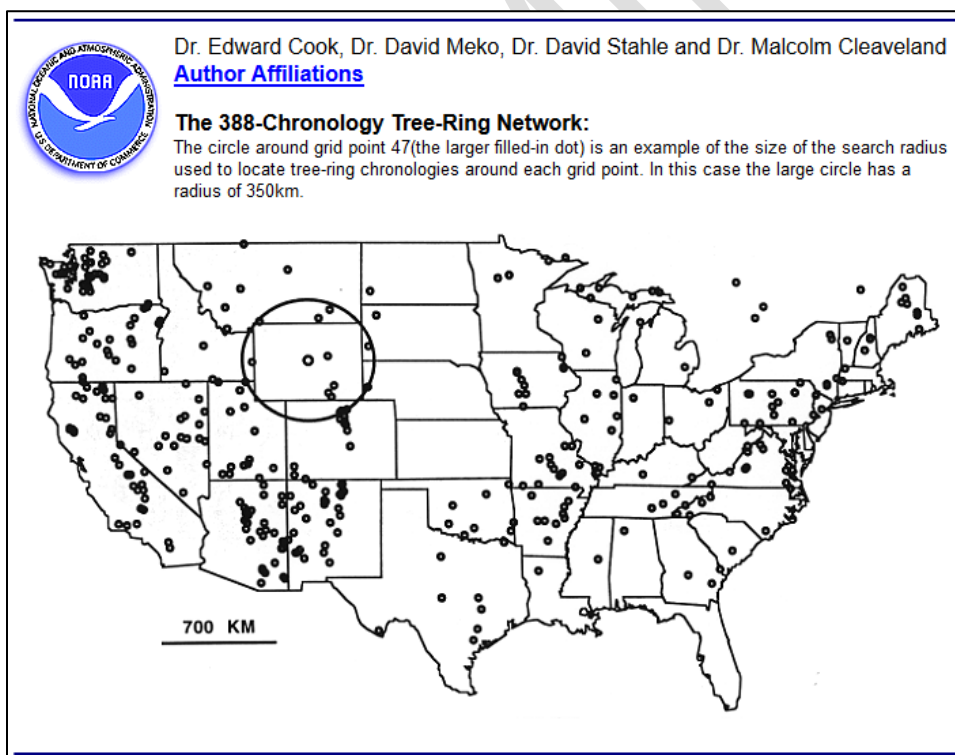 Dr. Edward Cook, Dr. David Meko, Dr. David Stahle and Dr. Malcolm Cleaveland
Author Affiliations
NATIONAL OCEANIC AND ATMOSPHERIC ADMINISTRATION
NOAA
U.S. DEPARTMENT OF COMMERCE
The 388-Chronology Tree-Ring Network:
The circle around grid point 47(the larger filled-in dot) is an example of the size of the search radius
used to locate tree-ring chronologies around each grid point. In this case the large circle has a
radius of 350km.
700 KM